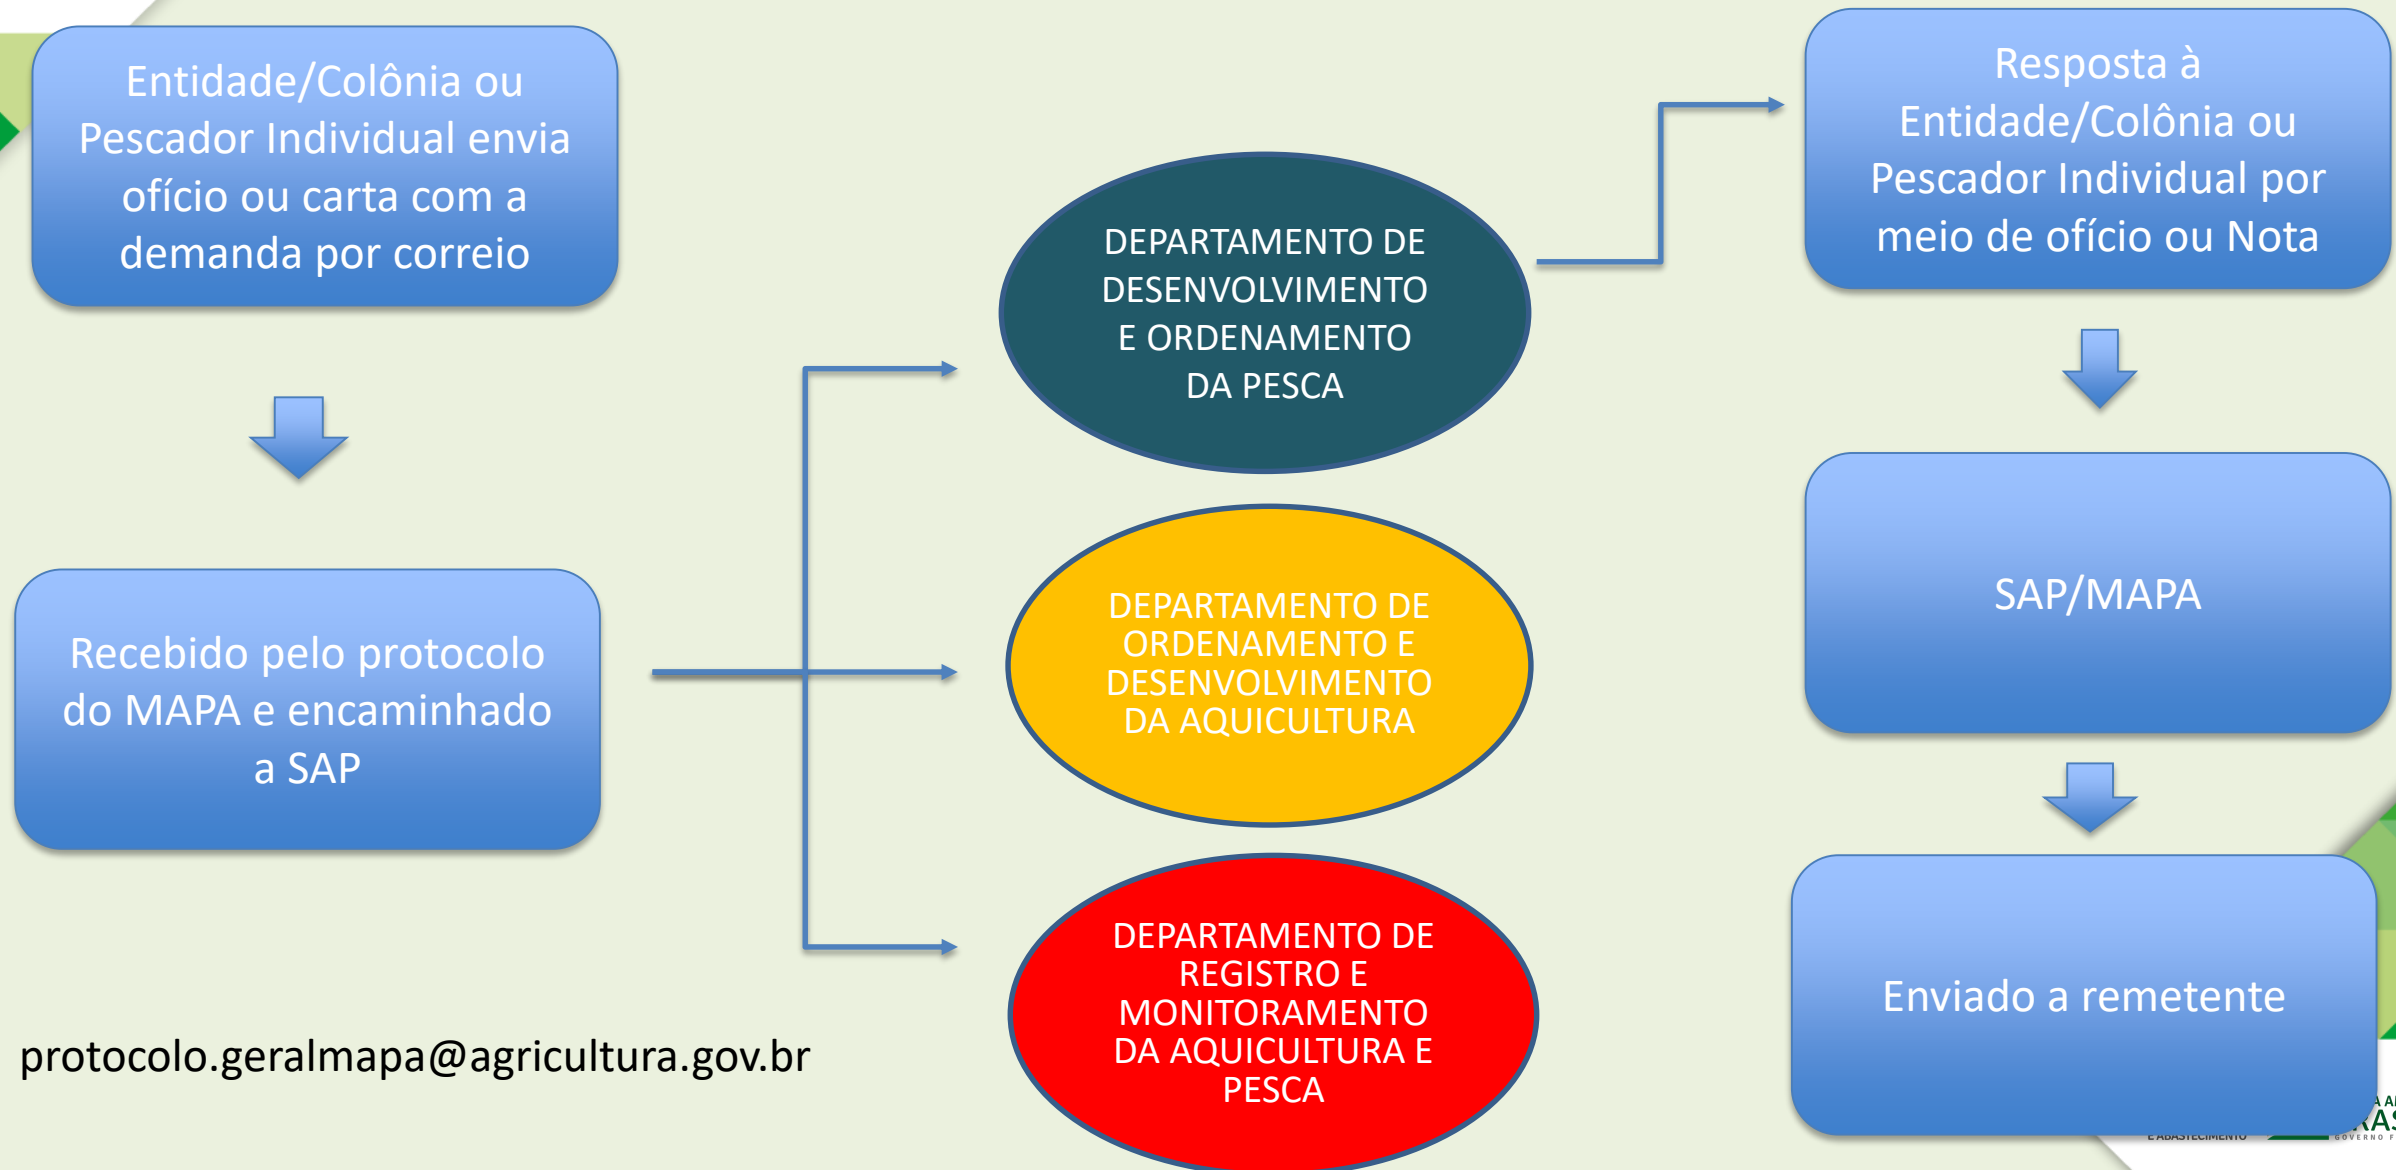 Entidade/Colônia ou
Pescador Individual envia
ofício ou carta com a
demanda por correio
Recebido pelo protocolo
do MAPA e encaminhado
a SAP
protocolo.geralmapa@agricultura.gov.br
DEPARTAMENTO DE
DESENVOLVIMENTO
E ORDENAMENTO
DA PESCA
DEPARTAMENTO DE
ORDENAMENTO E
DESENVOLVIMENTO
DA AQUICULTURA
DEPARTAMENTO DE
REGISTRO E
MONITORAMENTO
DA AQUICULTURA E
PESCA
Resposta à
Entidade/Colônia ou
Pescador Individual por
meio de ofício ou Nota
SAP/MAPA
Enviado a remetente
E ABASTECIMENTO